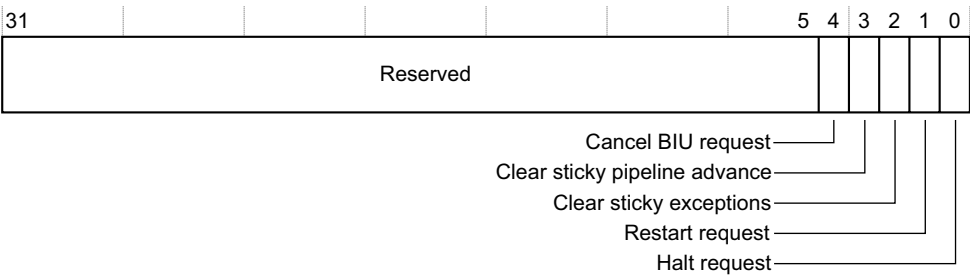 31 5 4 3 2 1 0
Reserved
Cancel BIU request
Clear sticky pipeline advance
Clear sticky exceptions
Restart request
Halt request